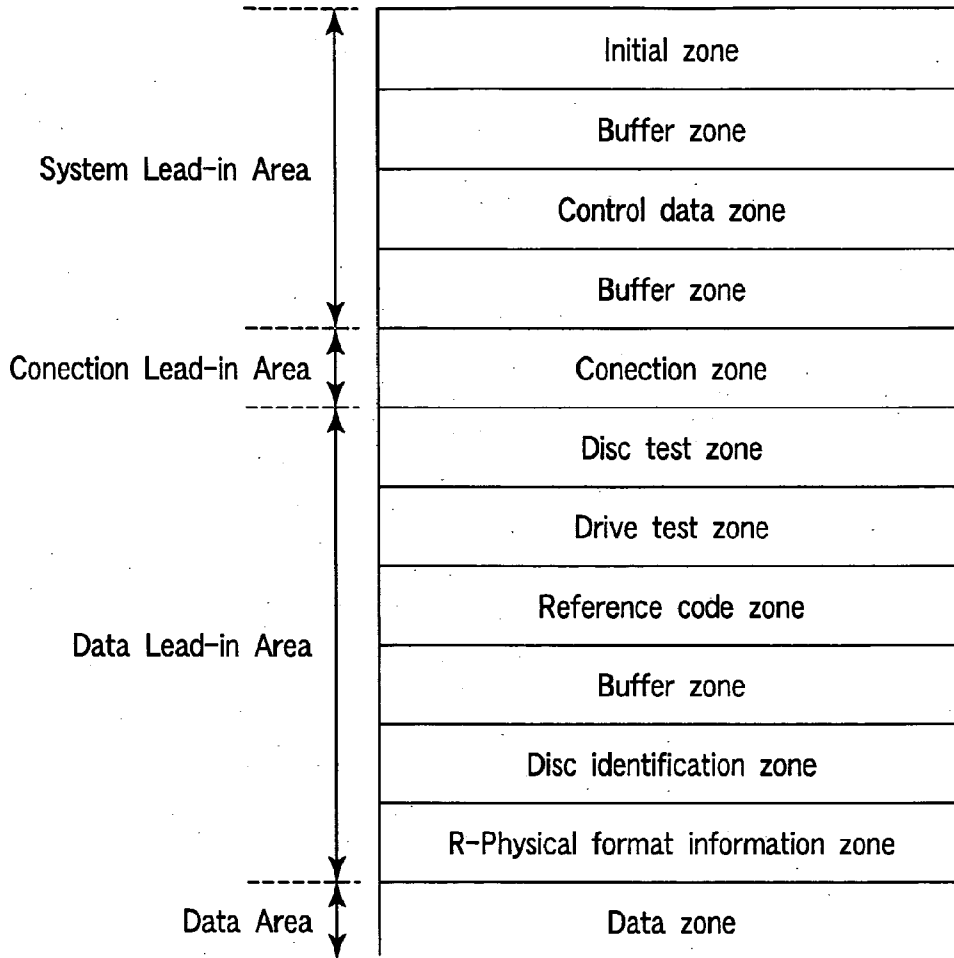 Initial zone
Buffer zone
System Lead-in Area
Control data zone
Buffer zone
Conection Lead-in Area
Conection zone
Disc test zone
Drive test zone
Reference code zone
Data Lead-in Area
Buffer zone
Disc identification zone
R-Physical format information zone
Data Area
Data zone